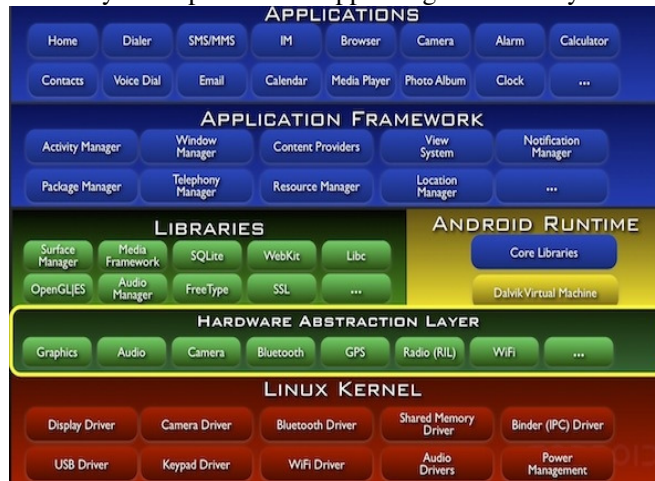 APPLICATIONS
Home Dialer SMS/MMS IM Browser Camera Alarm Calculator
Contacts Voice Dial Email Calendar Media Player Photo Album Clock ...
APPLICATION FRAMEWORK
Activity Manager Window Manager Content Providers View System Notification Manager
Package Manager Telephony Manager Resource Manager Location Manager ...
LIBRARIES
Surface Manager Media Framework SQLite WebKit Libc
OpenGL|ES Audio Manager FreeType SSL ...
ANDROID RUNTIME
Core Libraries
Dalvik Virtual Machine
HARDWARE ABSTRACTION LAYER
Graphics Audio Camera Bluetooth GPS Radio (RIL) WiFi ...
LINUX KERNEL
Display Driver Camera Driver Bluetooth Driver Shared Memory Driver Binder (IPC) Driver
USB Driver Keypad Driver WiFi Driver Audio Drivers Power Management